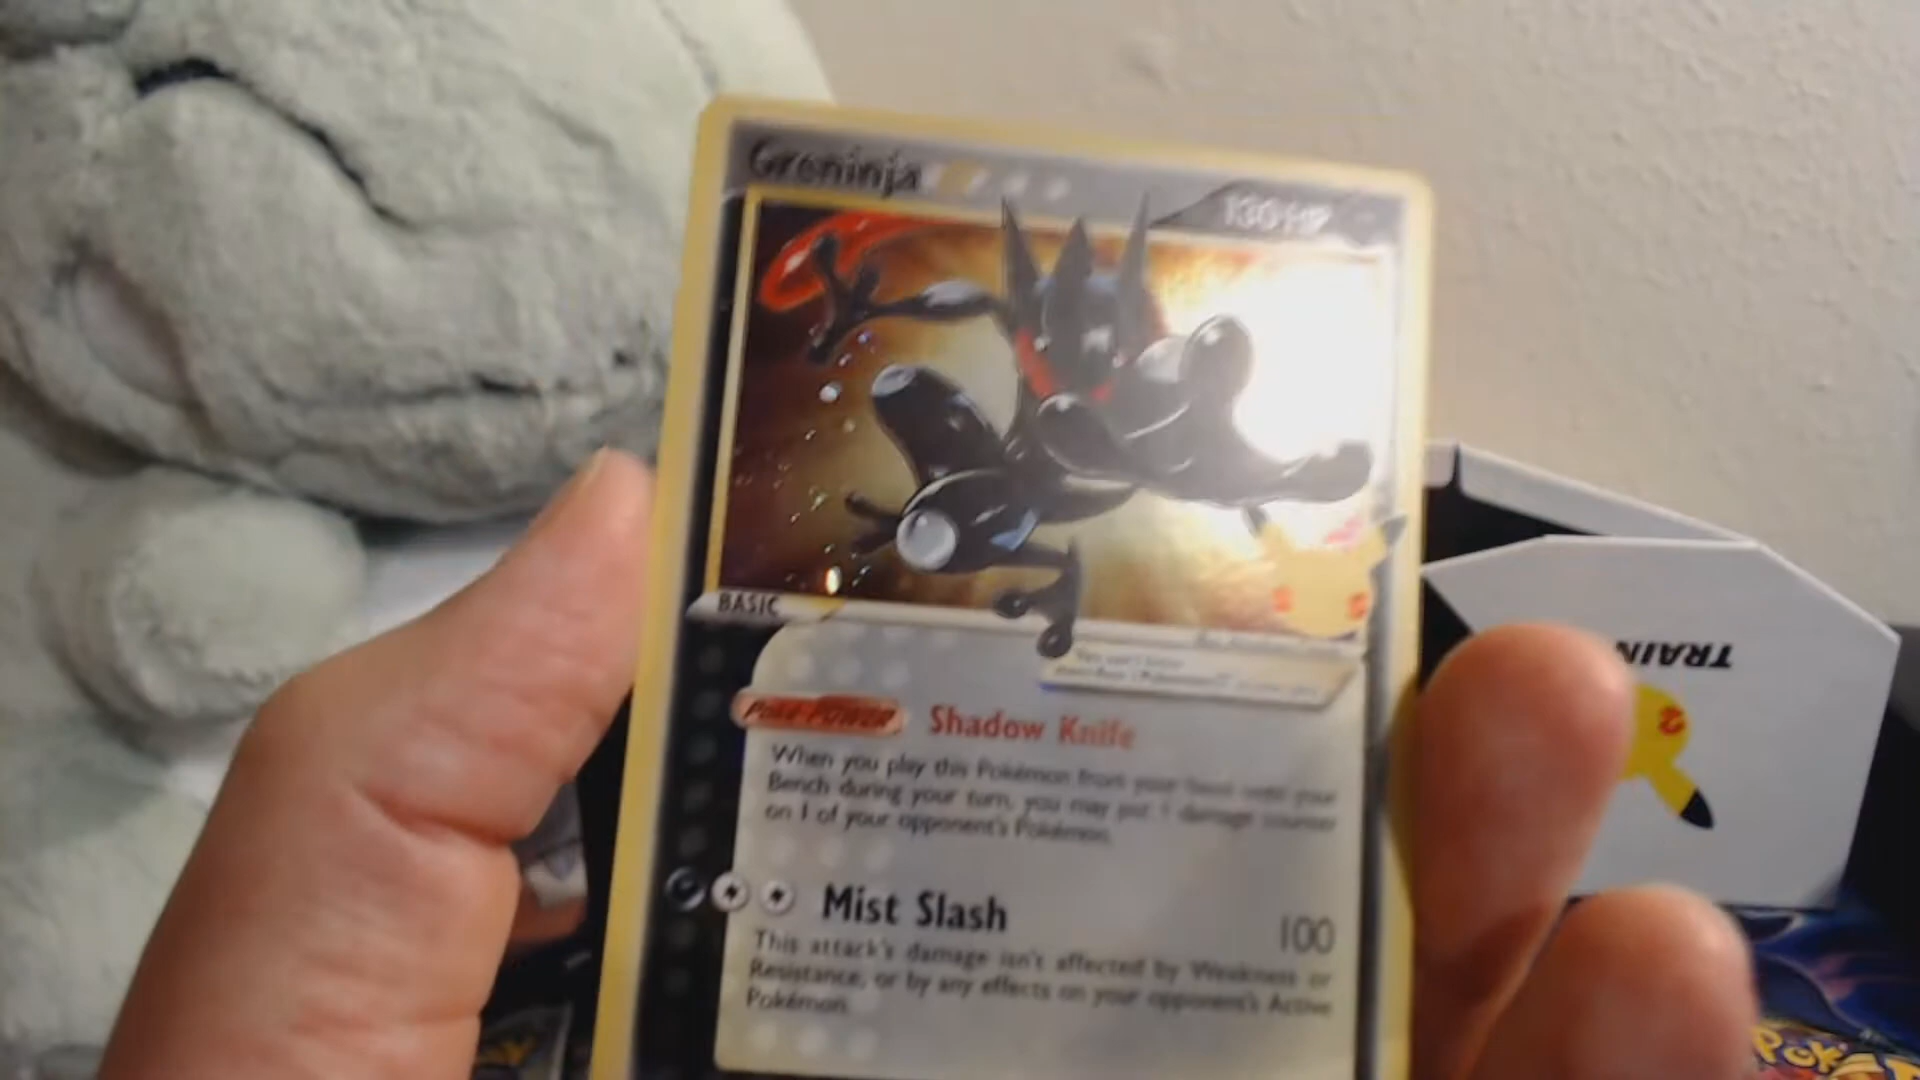 Greninja
130 HP
BASIC
Poké-POWER Shadow Knife
When you play this Pokémon from your hand onto your
Bench during your turn, you may put 1 damage counter
on 1 of your opponent's Pokémon.
Mist Slash 100
This attack's damage isn't affected by Weakness or
Resistance, or by any effects on your opponent's Active
Pokémon.
TRAIN